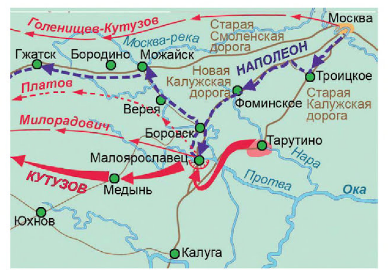 Москва
Голенищев-Кутузов
Старая
Смоленская
дорога
Москва-река
Гжатск
Бородино
Можайск
НАПОЛЕОН
Новая
Калужская
дорога
Троицкое
Платов
Фоминское
Старая
Калужская
дорога
Верея
Милорадович
Боровск
Тарутино
Малоярославец
Нара
КУТУЗОВ
Медынь
Протва
Ока
Юхнов
Калуга